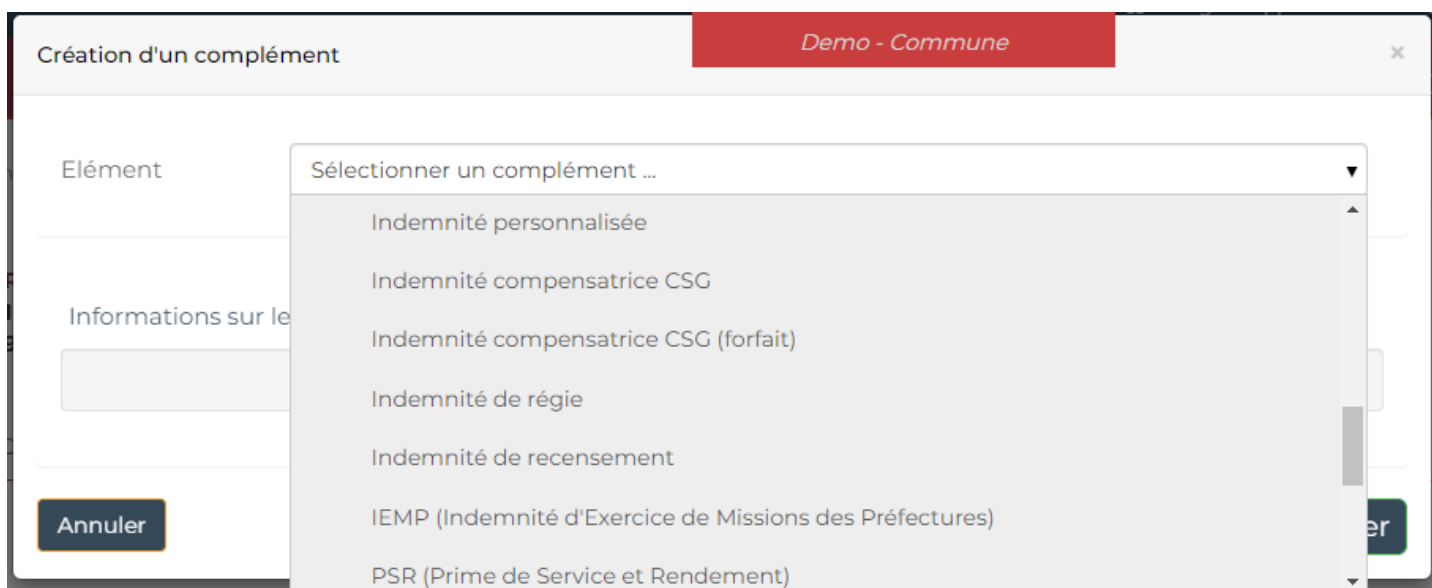 Demo - Commune
Création d'un complément
×
Elément
Sélectionner un complément ...
Indemnité personnalisée
Indemnité compensatrice CSG
Informations sur le
Indemnité compensatrice CSG (forfait)
Indemnité de régie
Indemnité de recensement
IEMP (Indemnité d'Exercice de Missions des Préfectures)
Annuler
er
PSR (Prime de Service et Rendement)